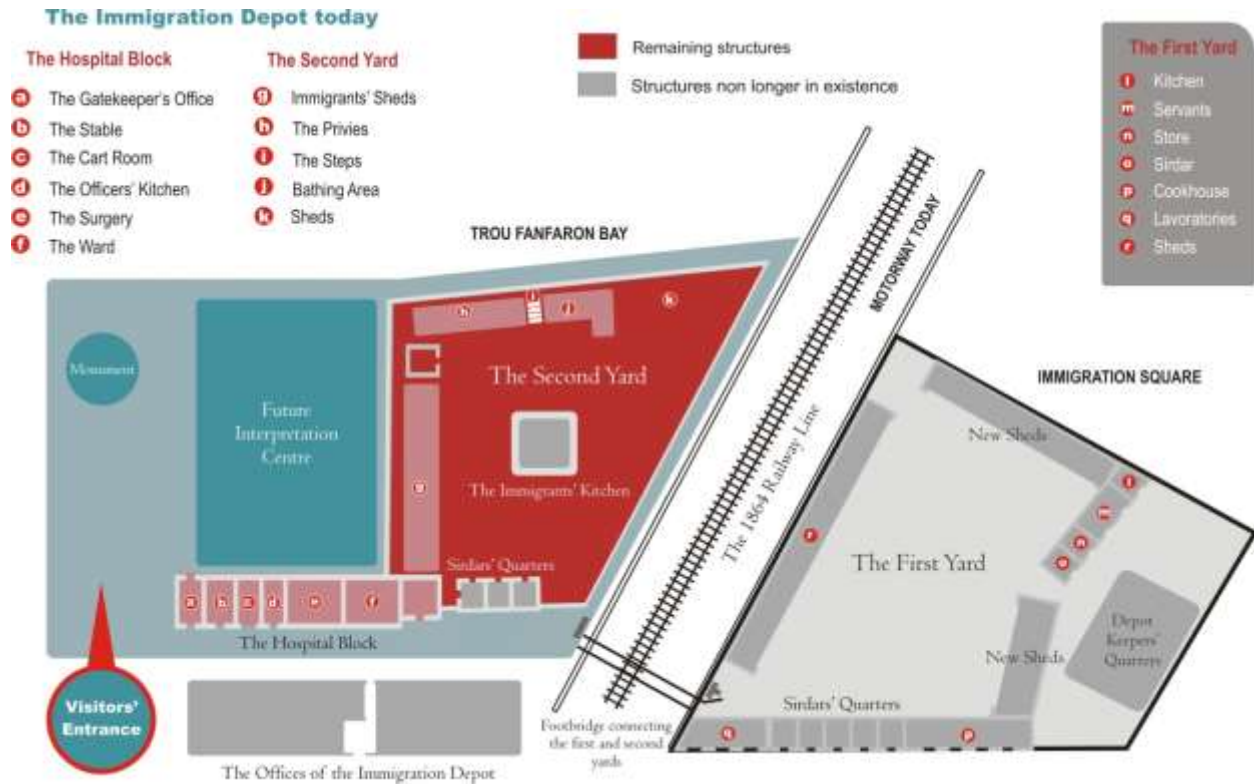 The Immigration Depot today
The Hospital Block
a The Gatekeeper's Office
b The Stable
c The Cart Room
d The Officers' Kitchen
e The Surgery
f The Ward
The Second Yard
g Immigrants' Sheds
h The Privies
i The Steps
j Bathing Area
k Sheds
Remaining structures
Structures non longer in existence
The First Yard
l Kitchen
m Servants
n Store
o Sirdar
p Cookhouse
q Lavoratories
r Sheds
TROU FANFARON BAY
MOTORWAY TODAY
IMMIGRATION SQUARE
Monument
Future
Interpretation
Centre
h
i
j
k
The Second Yard
The Immigrants' Kitchen
g
Sirdars' Quarters
a
b
c
d
e
f
The Hospital Block
The 1864 Railway Line
New Sheds
l
m
n
o
r
The First Yard
Depot
Keepers'
Quarters
New Sheds
Sirdars' Quarters
q
p
Visitors'
Entrance
Footbridge connecting
the first and second
yards
The Offices of the Immigration Depot